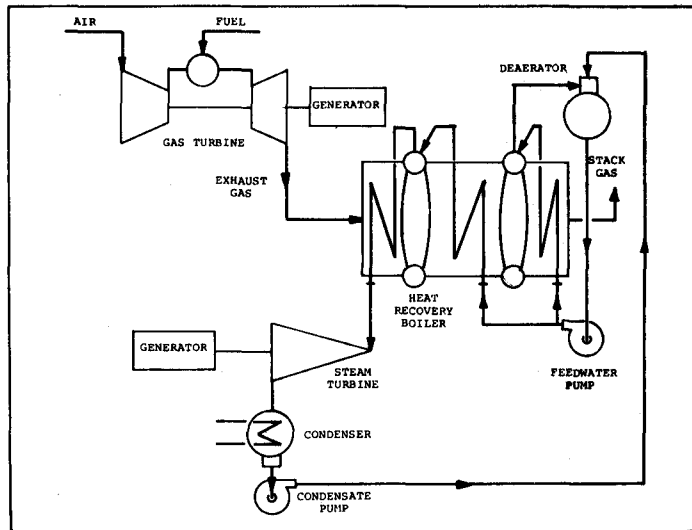 AIR
FUEL
DEAERATOR
GENERATOR
GAS TURBINE
STACK
GAS
EXHAUST
GAS
HEAT
RECOVERY
BOILER
GENERATOR
STEAM
TURBINE
FEEDWATER
PUMP
CONDENSER
CONDENSATE
PUMP